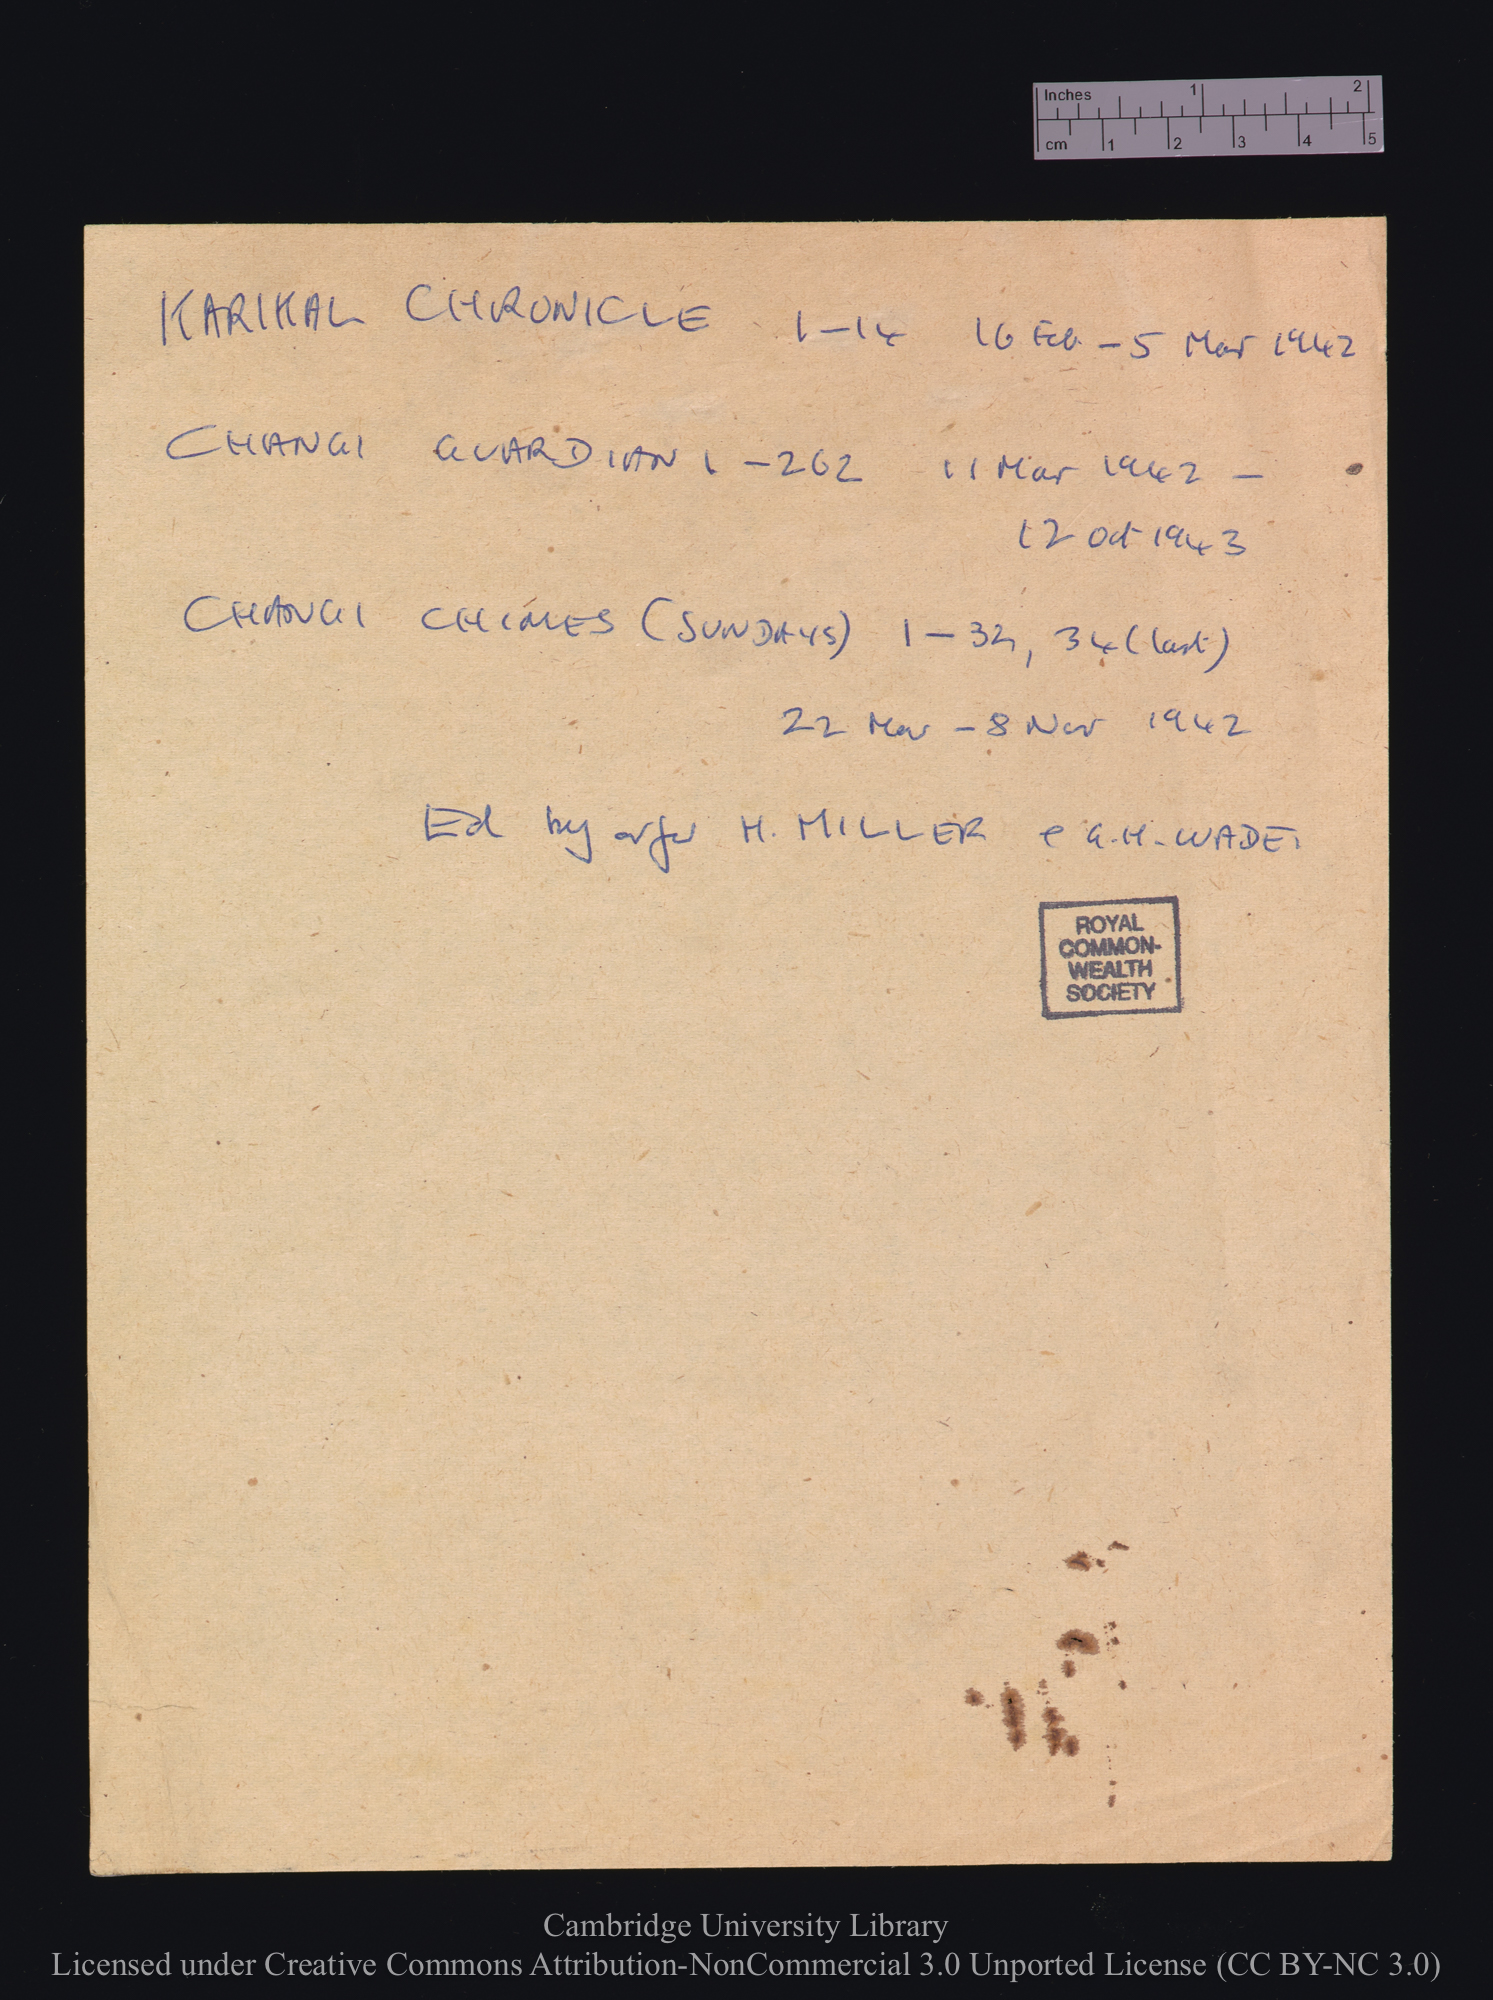 Inches 1 2
cm 1 2 3 4 5
KARIKAL CHRONICLE 1-14 16 Feb - 5 Mar 1942
CHANGI GUARDIAN 1-262 11 Mar 1942 -
12 Oct 1943
CHANGI CHIMES (SUNDAYS) 1-32, 34 (last)
22 Mar - 8 Nov 1942
Ed by H. MILLER & G.H. WADE.
ROYAL
COMMON-
WEALTH
SOCIETY
Cambridge University Library
Licensed under Creative Commons Attribution-NonCommercial 3.0 Unported License (CC BY-NC 3.0)